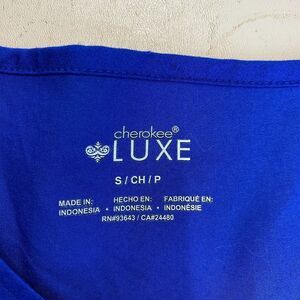 cherokee®
LUXE
S / CH / P
MADE IN: HECHO EN: FABRIQUÉ EN:
INDONESIA • INDONESIA • INDONÉSIE
RN#93643 / CA#24480